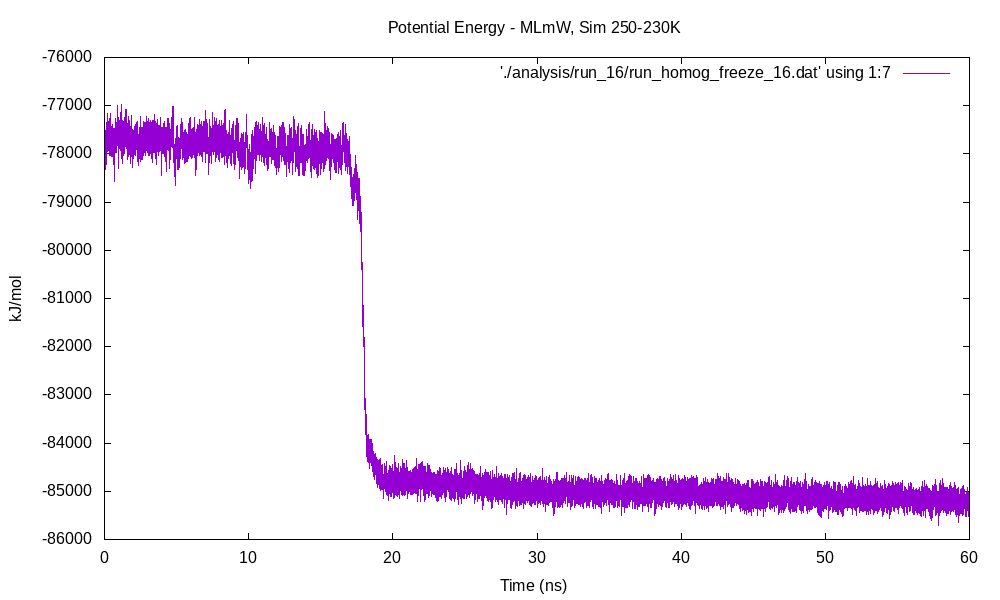 Potential Energy - MLmW, Sim 250-230K
'./analysis/run_16/run_homog_freeze_16.dat' using 1:7
-76000
-77000
-78000
-79000
-80000
-81000
-82000
-83000
-84000
-85000
-86000
kJ/mol
0 10 20 30 40 50 60
Time (ns)